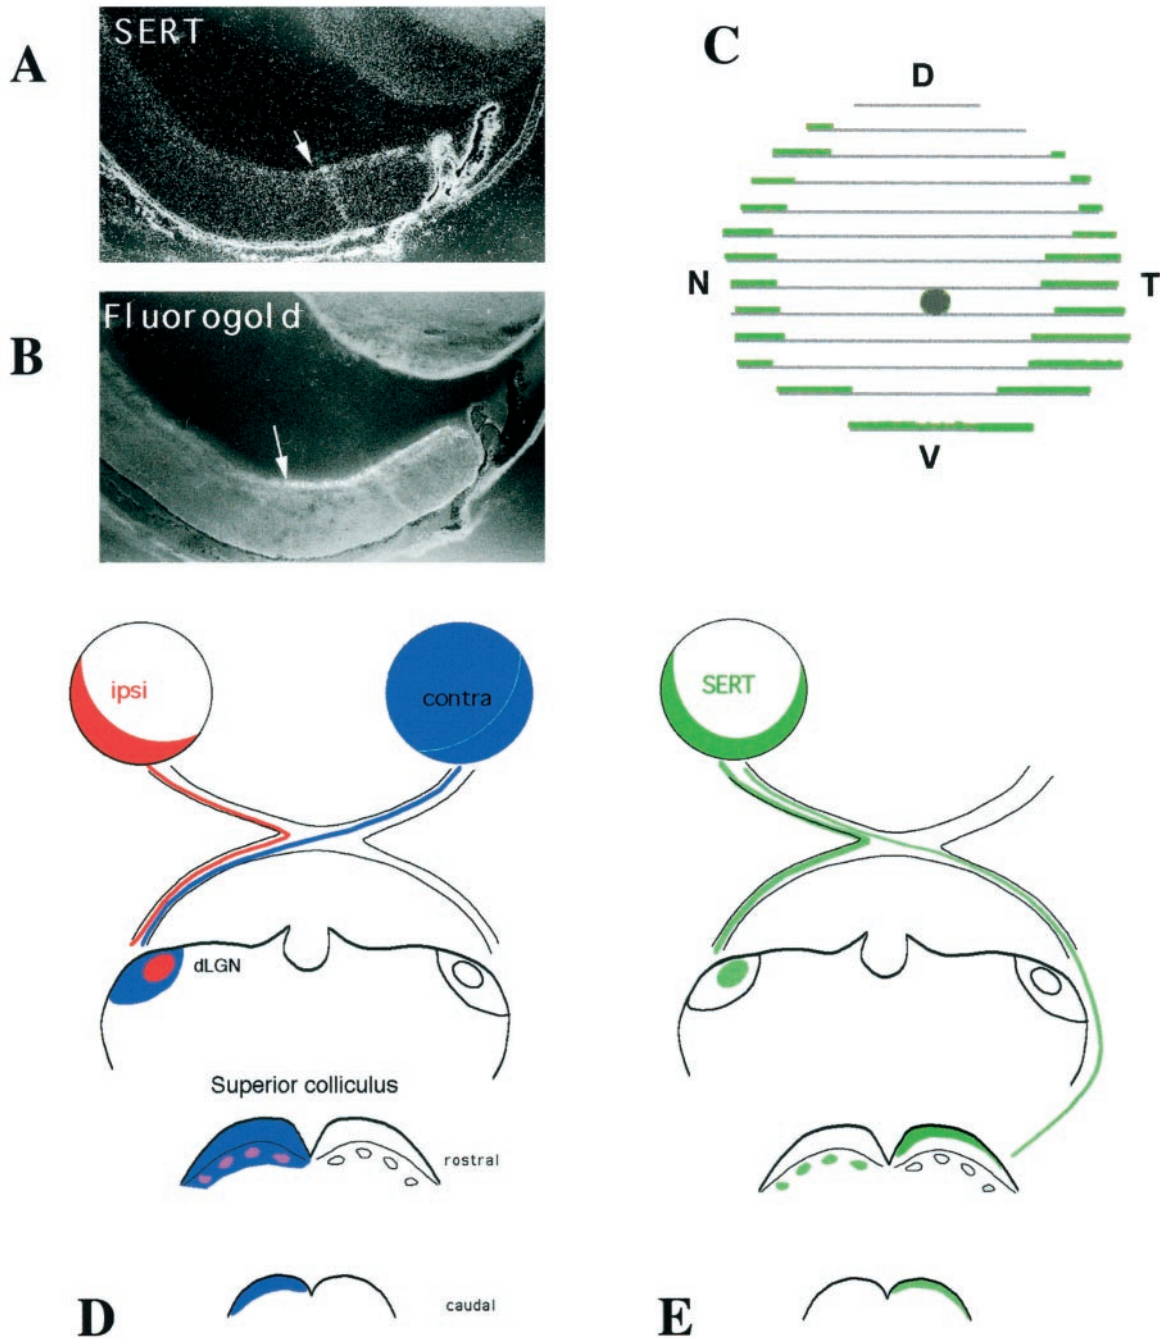 A
SERT
B
Fluorogold
C
D
N
T
V
ipsi
contra
dLGN
Superior colliculus
rostral
caudal
D
SERT
E